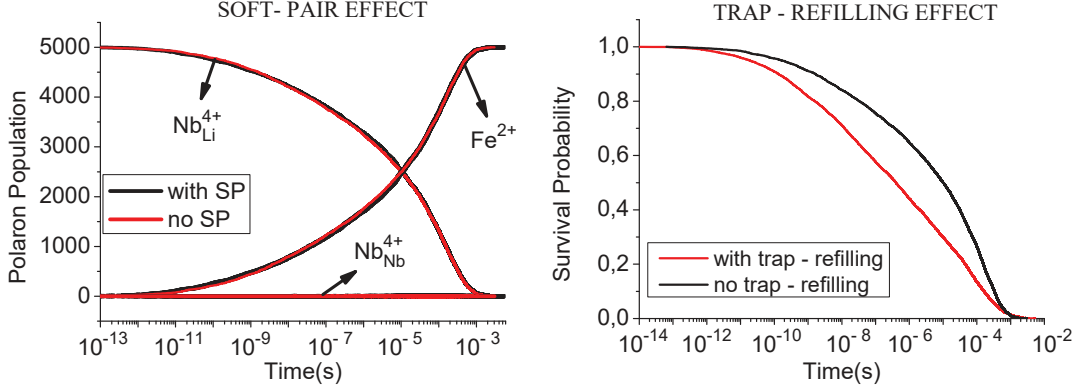 SOFT- PAIR EFFECT
Polaron Population
5000
4000
3000
2000
1000
0
Nb⁴⁺Li
Fe²⁺
with SP
no SP
Nb⁴⁺Nb
10⁻¹³ 10⁻¹¹ 10⁻⁹ 10⁻⁷ 10⁻⁵ 10⁻³
Time(s)
TRAP - REFILLING EFFECT
Survival Probability
1,0
0,8
0,6
0,4
0,2
0,0
with trap - refilling
no trap - refilling
10⁻¹⁴ 10⁻¹² 10⁻¹⁰ 10⁻⁸ 10⁻⁶ 10⁻⁴ 10⁻²
Time(s)